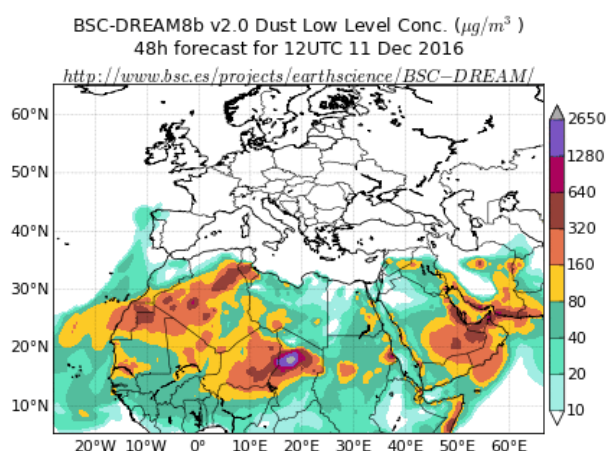 BSC-DREAM8b v2.0 Dust Low Level Conc. (μg/m³ )
48h forecast for 12UTC 11 Dec 2016
http://www.bsc.es/projects/earthscience/BSC−DREAM/
60°N
50°N
40°N
30°N
20°N
10°N
20°W
10°W
0°
10°E
20°E
30°E
40°E
50°E
60°E
2650
1280
640
320
160
80
40
20
10